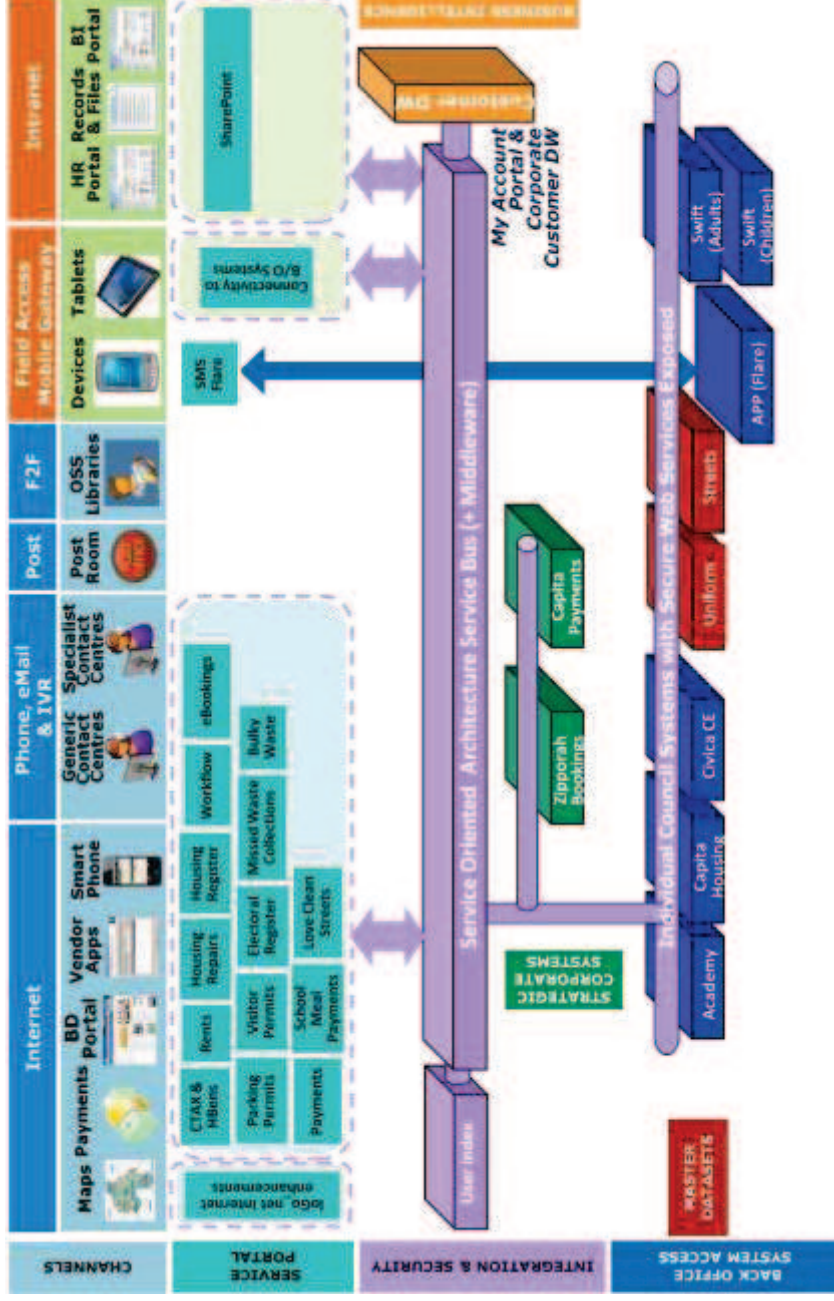 CHANNELS
Internet
Phone, eMail
& IVR
Post
F2F
Field Access
Mobile Gateway
Intranet
Maps
Payments
BD
Portal
Vendor
Apps
Smart
Phone
Generic
Contact
Centres
Specialist
Contact
Centres
Post
Room
OSS
Libraries
Devices
Tablets
HR
Portal
Records
& Files
BI
Portal
SERVICE
PORTAL
enhancements
CTAX &
HBens
Rents
Housing
Repairs
Housing
Register
Workflow
eBookings
Parking
Permits
Visitor
Permits
Electoral
Register
Missed Waste
Collections
Bulky
Waste
Payments
School
Meal
Payments
Love Clean
Streets
SMS
Flare
Connectivity to
B/O Systems
SharePoint
INTEGRATION & SECURITY
User index
Service Oriented Architecture Service Bus (+ Middleware)
Customer DW
BUSINESS INTELLIGENCE
My Account
Portal &
Corporate
Customer DW
STRATEGIC
CORPORATE
SYSTEMS
Zipporah
Bookings
Capita
Payments
BACK OFFICE
SYSTEM ACCESS
MASTER
DATASETS
Individual Council Systems with Secure Web Services Exposed
Academy
Capita
Housing
Civica CE
Uniform
Streets
APP (Flare)
Swift
(Adults)
Swift
(Children)